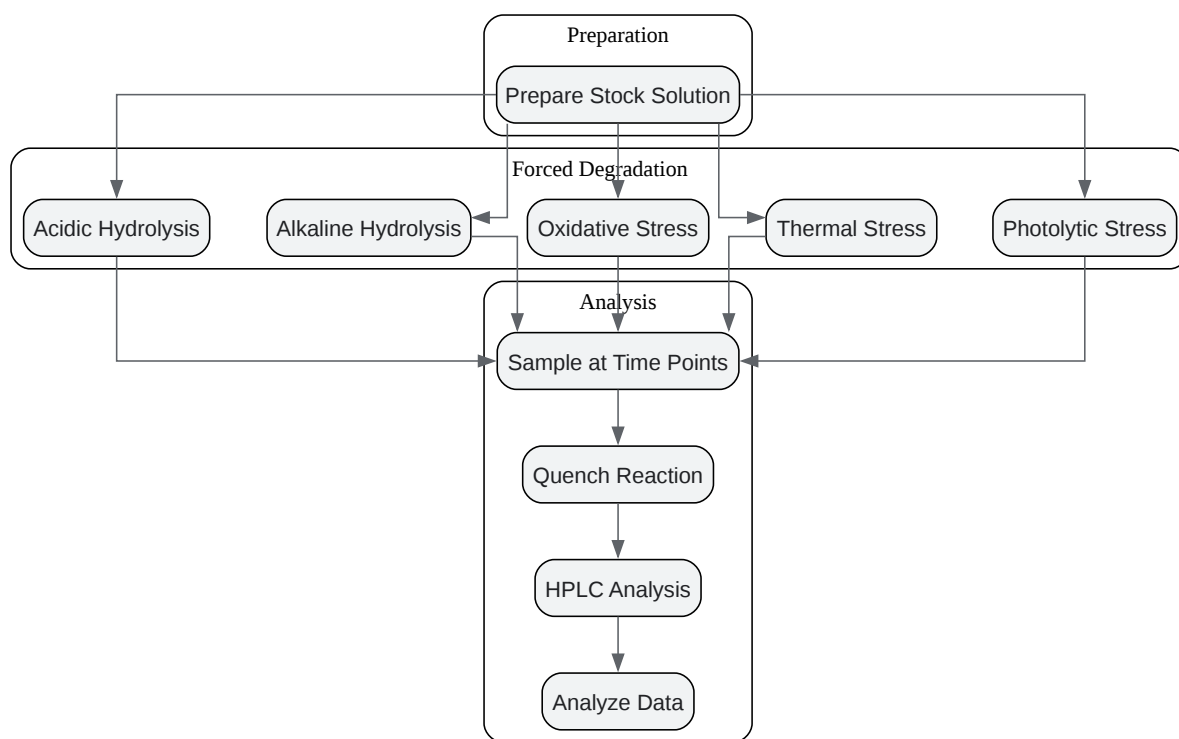 Preparation
Prepare Stock Solution
Forced Degradation
Acidic Hydrolysis
Alkaline Hydrolysis
Oxidative Stress
Thermal Stress
Photolytic Stress
Analysis
Sample at Time Points
Quench Reaction
HPLC Analysis
Analyze Data